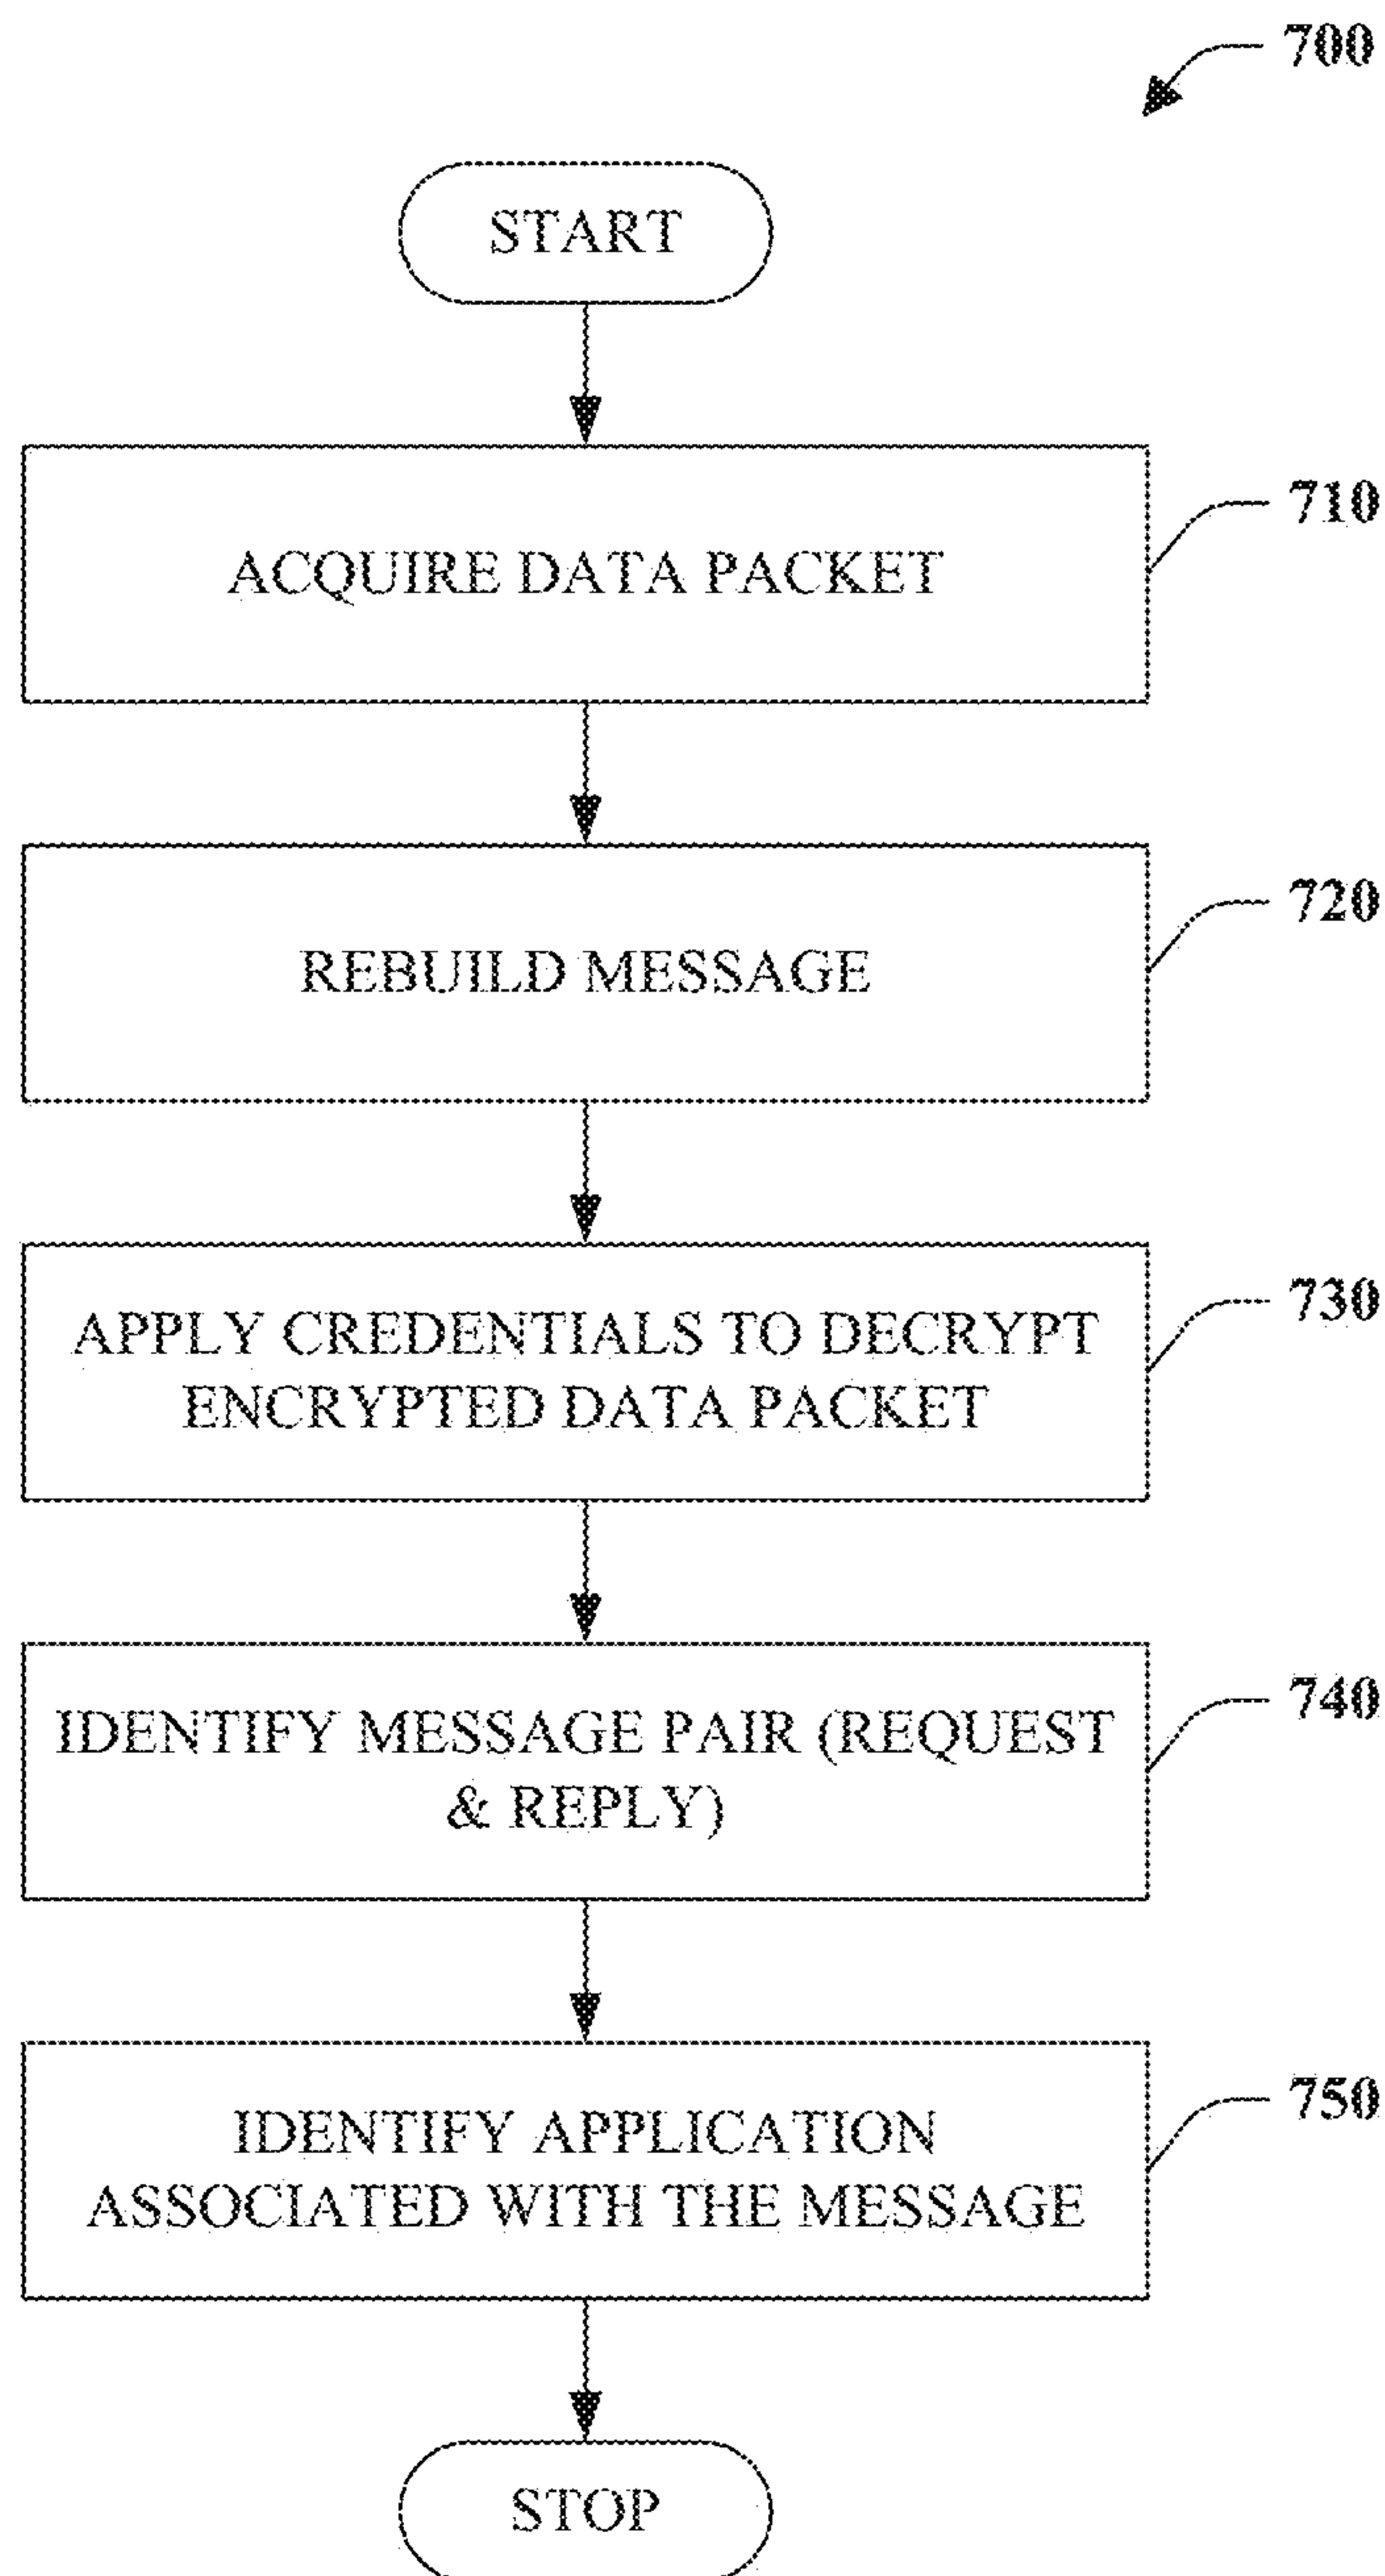 700
START
710
ACQUIRE DATA PACKET
720
REBUILD MESSAGE
730
APPLY CREDENTIALS TO DECRYPT
ENCRYPTED DATA PACKET
740
IDENTIFY MESSAGE PAIR (REQUEST
& REPLY)
750
IDENTIFY APPLICATION
ASSOCIATED WITH THE MESSAGE
STOP